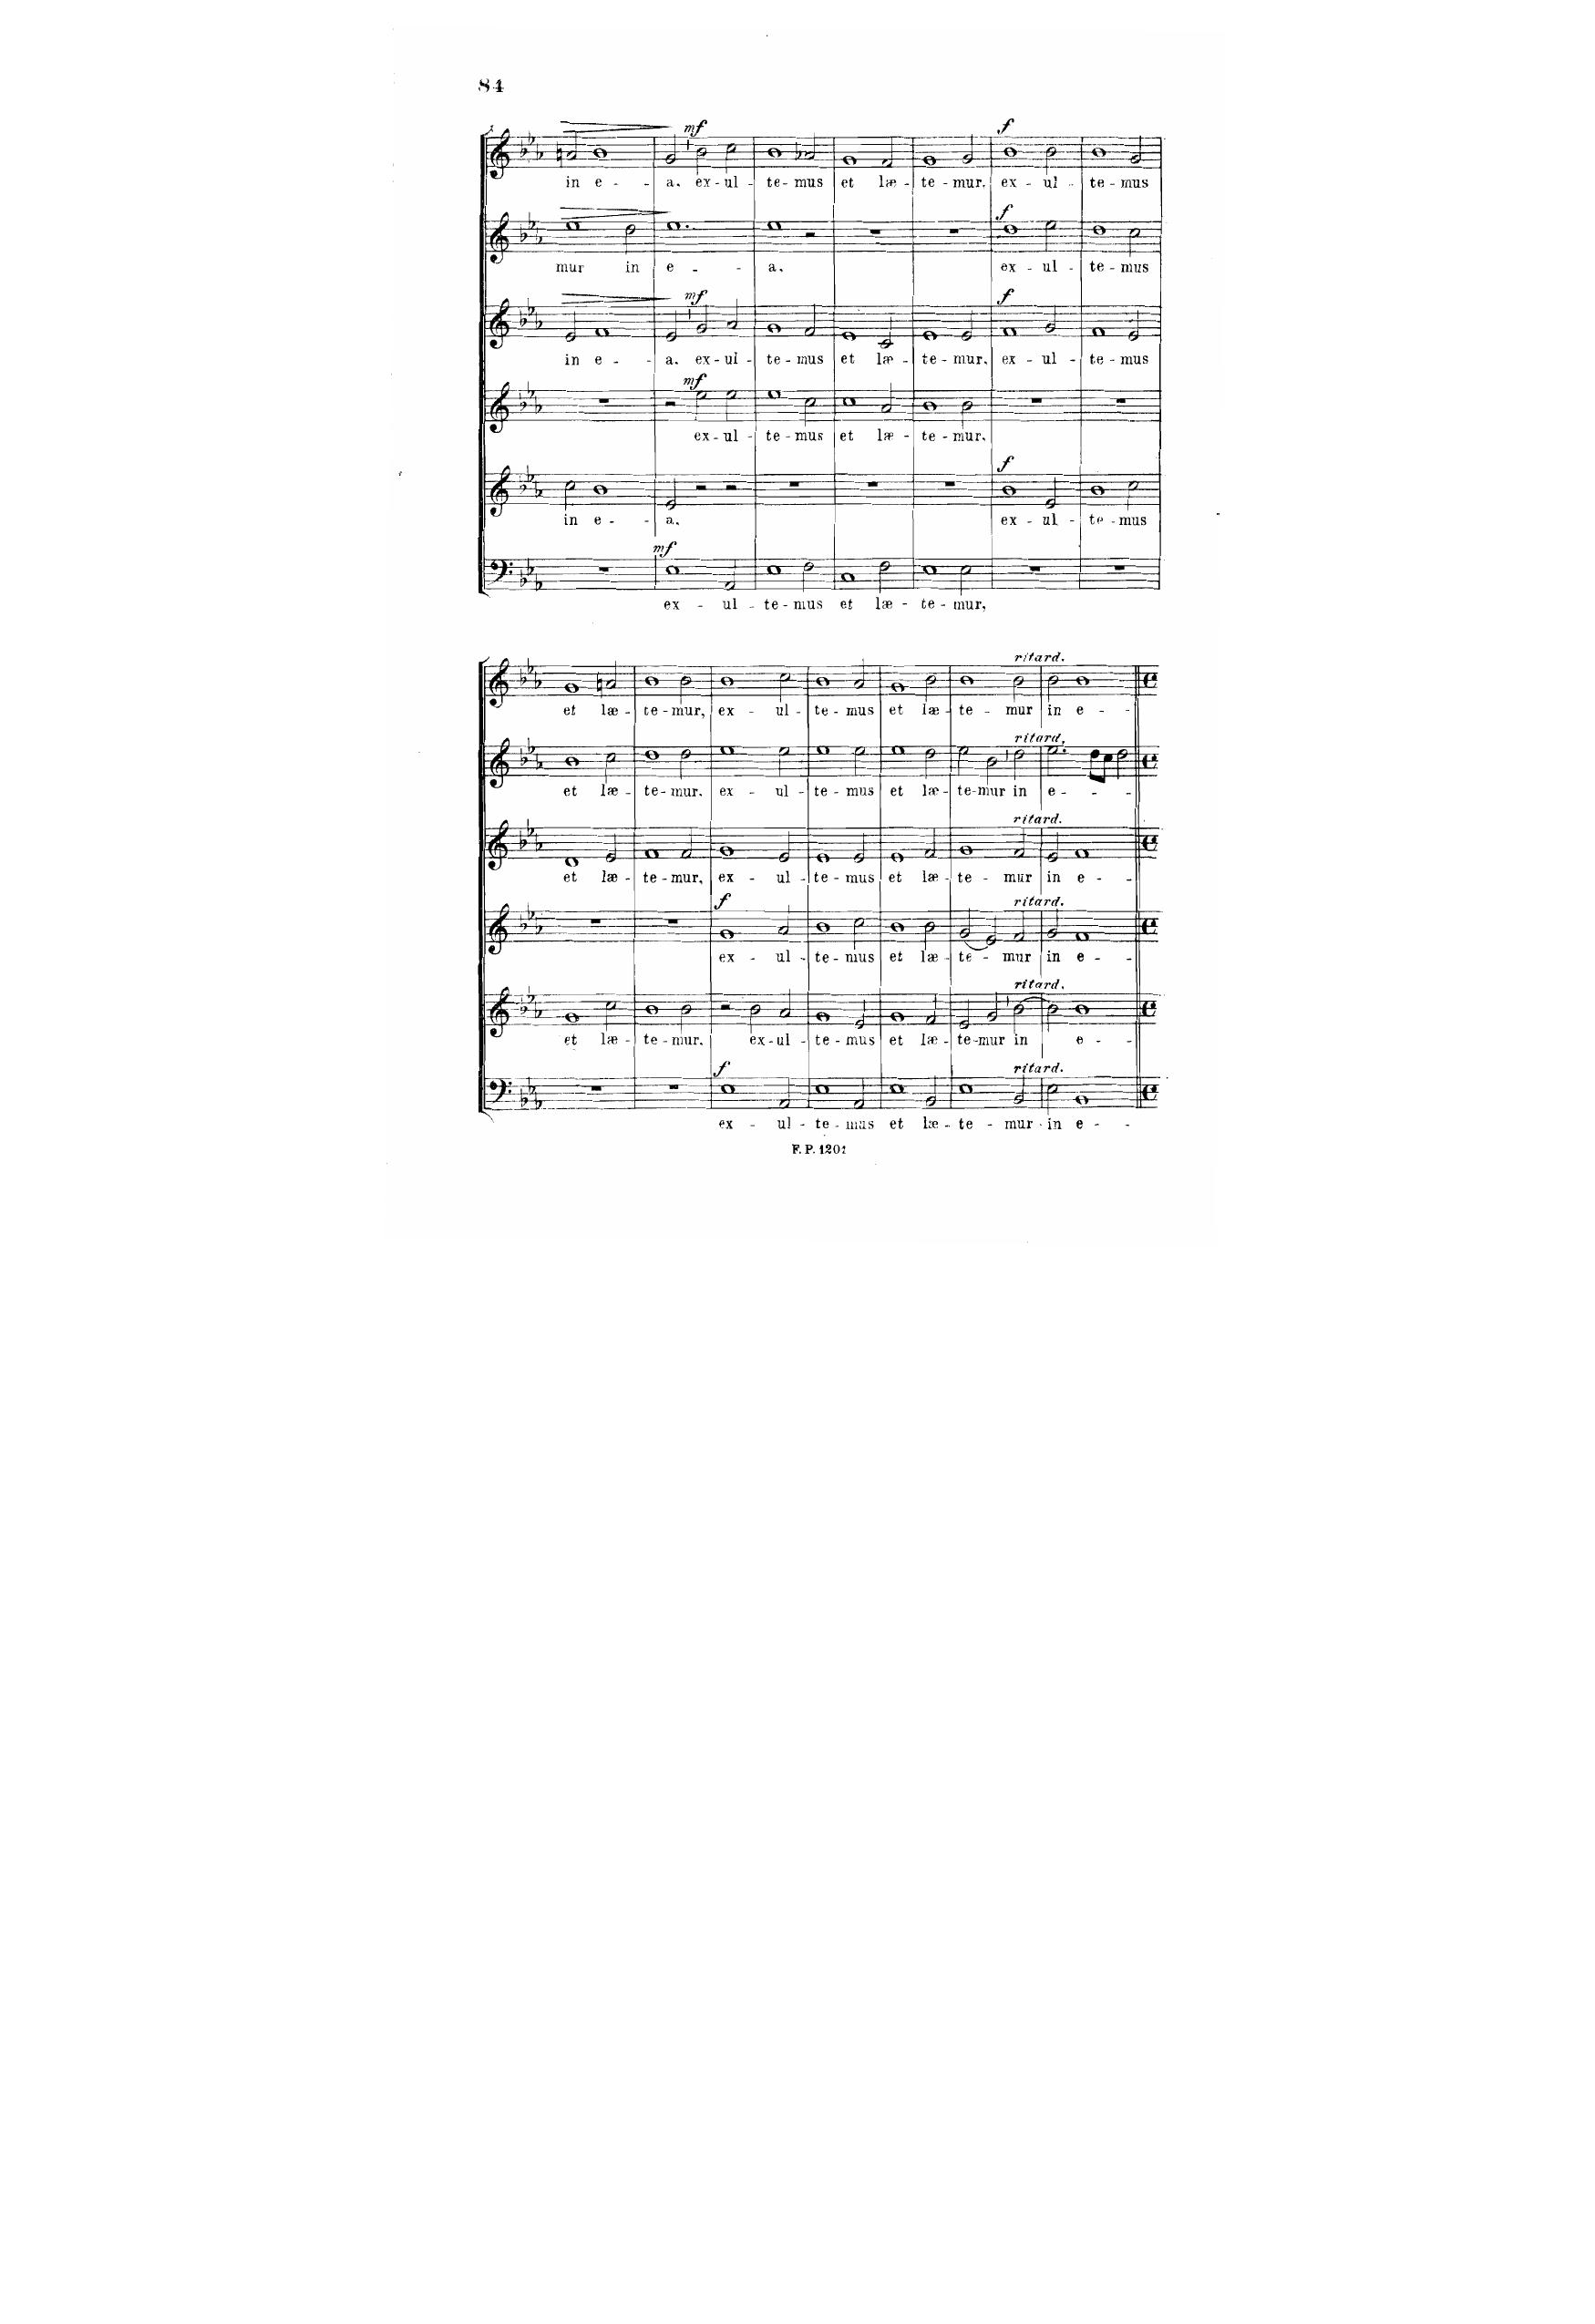 84
mf f
in e - - a. ex - ul - te - mus et læ - te - mur. ex - ul - te - mus
f
mur in e - - a. ex - ul - te - mus
mf f
in e - - a. ex - ul - te - mus et læ - te - mur. ex - ul - te - mus
mf
ex - ul - te - mus et læ - te - mur.
f
in e - - a. ex - ul - te - mus
mf
ex - ul - te - mus et læ - te - mur,
ritard.
et læ - te - mur, ex - ul - te - mus et læ - te - mur in e - -
ritard.
et læ - te - mur. ex - ul - te - mus et læ - te - mur in e - - -
ritard.
et læ - te - mur, ex - ul - te - mus et læ - te - mur in e - -
f ritard.
ex - ul - te - mus et læ - te - mur in e - -
ritard.
et læ - te - mur. ex - ul - te - mus et læ - te - mur in e - -
f ritard.
ex - ul - te - mus et læ - te - mur in e - -
F. P. 1201